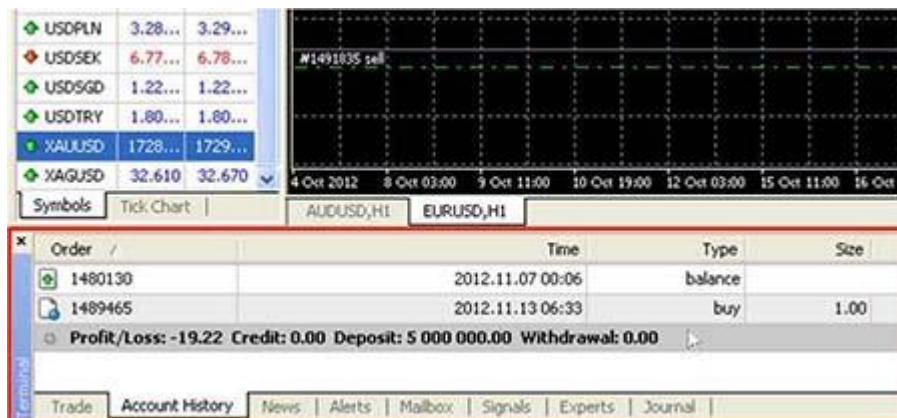 USDPLN 3.28... 3.29...
USDSEK 6.77... 6.78...
USDSGD 1.22... 1.22...
USDTRY 1.80... 1.80...
XAUUSD 1728... 1729...
XAGUSD 32.610 32.670
Symbols Tick Chart
#1491835 sell
4 Oct 2012 8 Oct 03:00 9 Oct 11:00 10 Oct 19:00 12 Oct 03:00 15 Oct 11:00 16 Oct
AUDUSD,H1 EURUSD,H1
Order / Time Type Size
1480130 2012.11.07 00:06 balance
1489465 2012.11.13 06:33 buy 1.00
Profit/Loss: -19.22 Credit: 0.00 Deposit: 5 000 000.00 Withdrawal: 0.00
Terminal
Trade Account History News Alerts Mailbox Signals Experts Journal